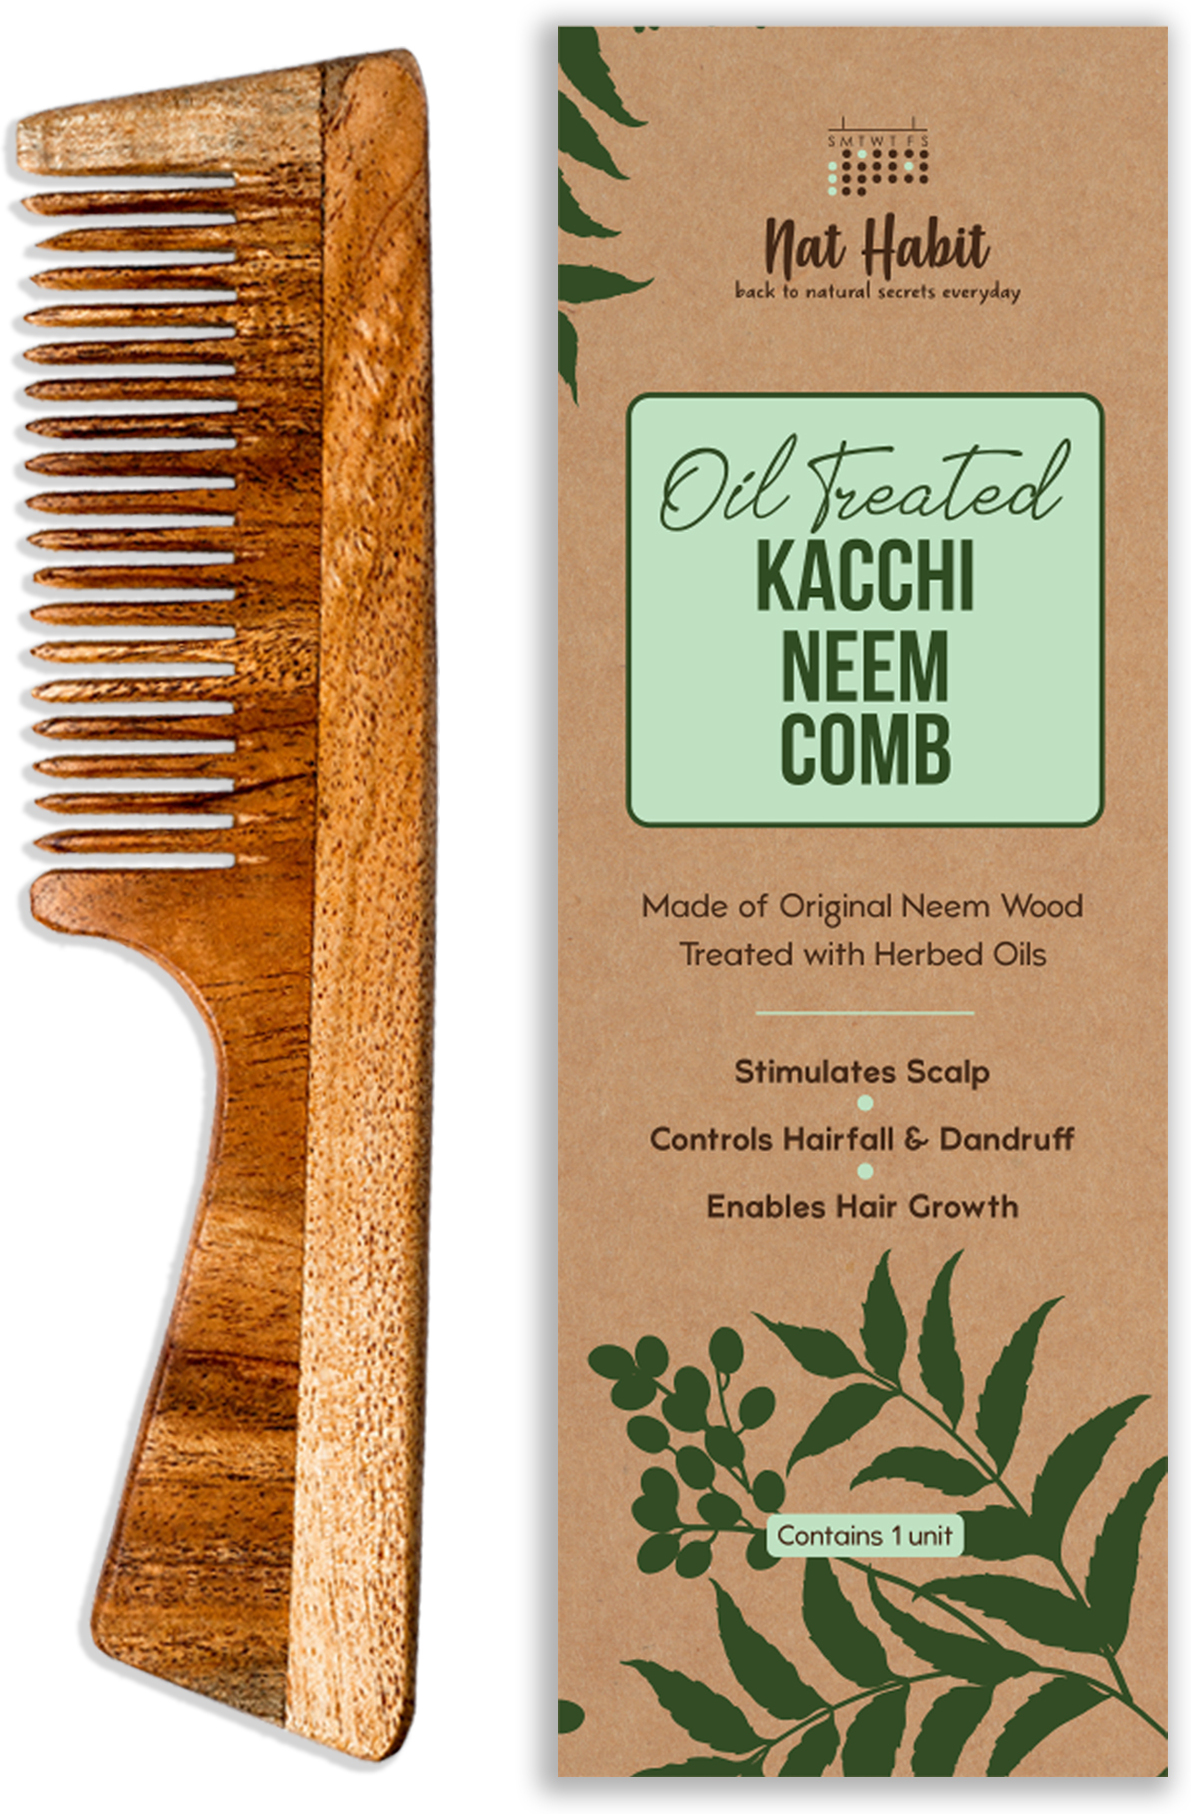 SMTWTFS
Nat Habit
back to natural secrets everyday
Oil Treated
KACCHI
NEEM
COMB
Made of Original Neem Wood
Treated with Herbed Oils
Stimulates Scalp
Controls Hairfall & Dandruff
Enables Hair Growth
Contains 1 unit